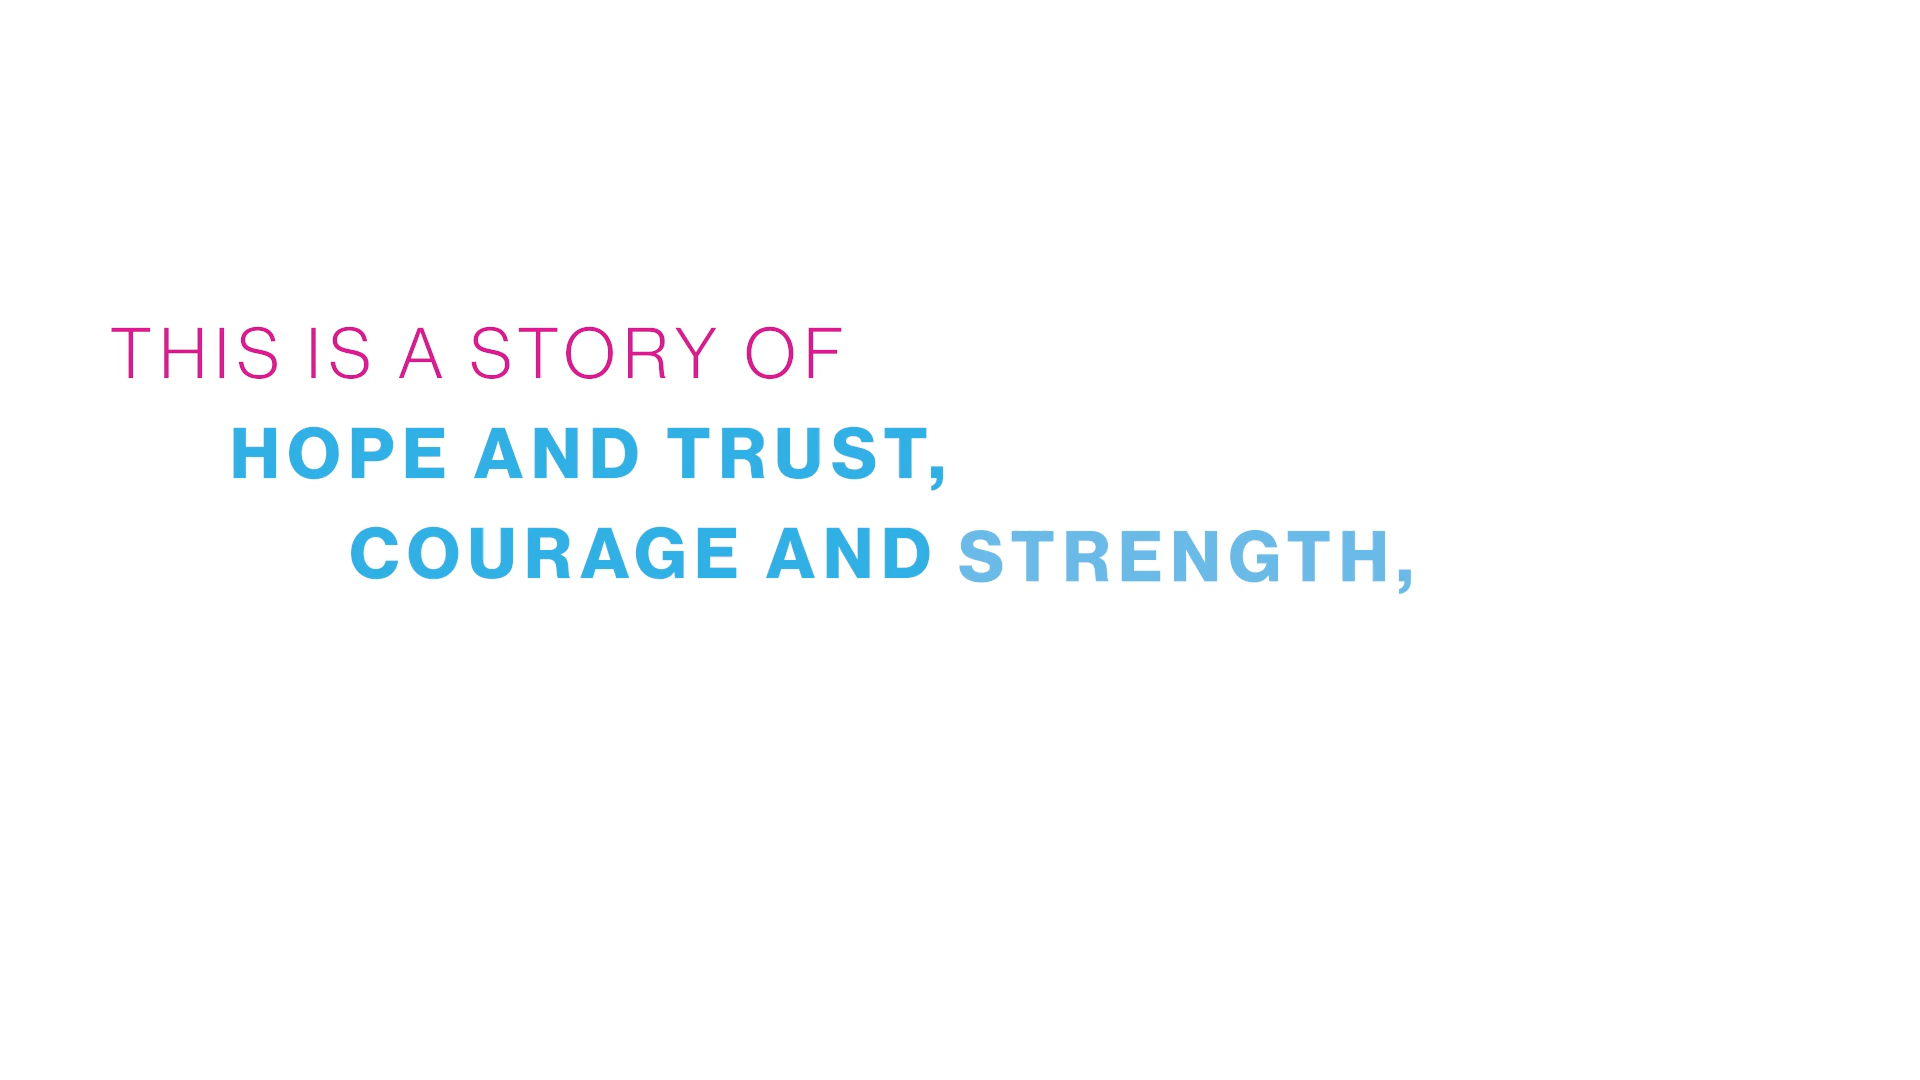 THIS IS A STORY OF
HOPE AND TRUST,
COURAGE AND STRENGTH,